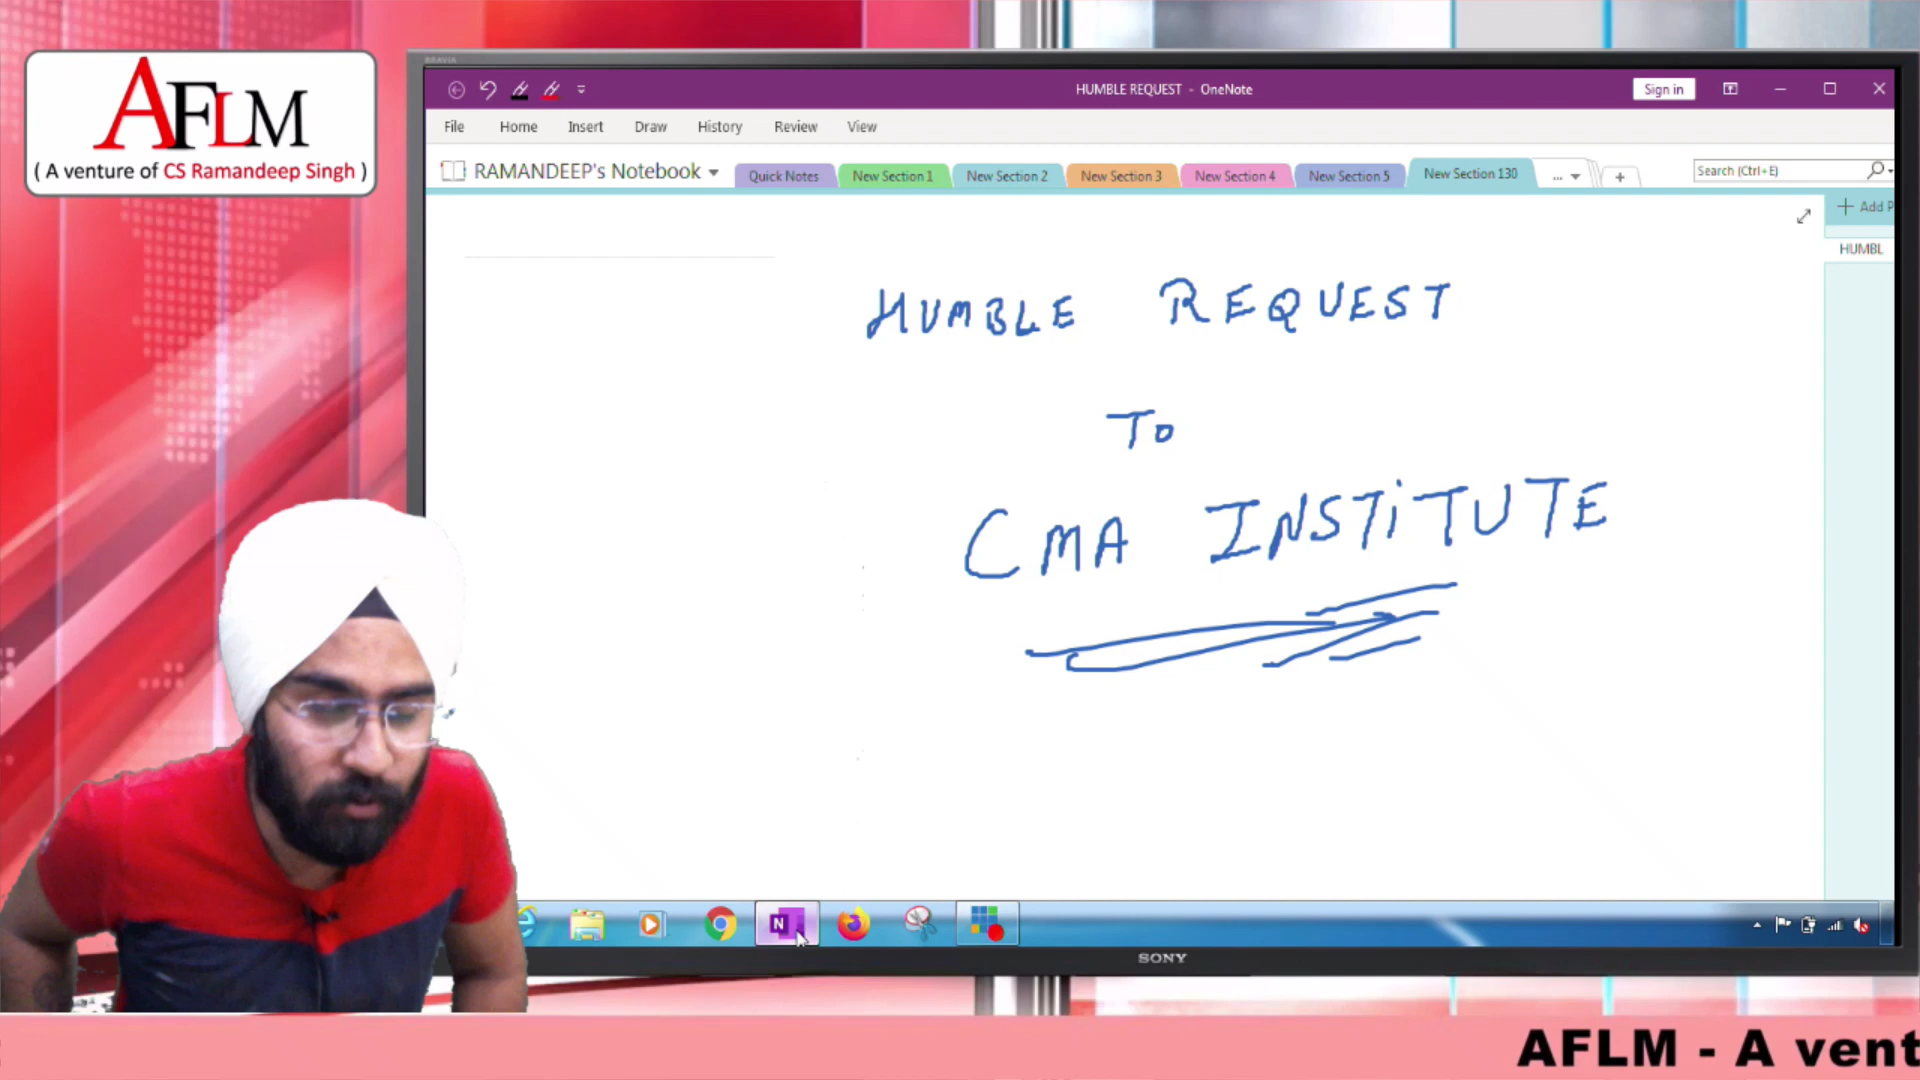 AFLM
( A venture of CS Ramandeep Singh )
BRAVIA
HUMBLE REQUEST - OneNote
Sign in
File Home Insert Draw History Review View
RAMANDEEP's Notebook
Quick Notes New Section 1 New Section 2 New Section 3 New Section 4 New Section 5 New Section 130 ...
Search (Ctrl+E)
Add P
HUMBL
HUMBLE REQUEST
To
CMA INSTITUTE
N
SONY
AFLM - A vent